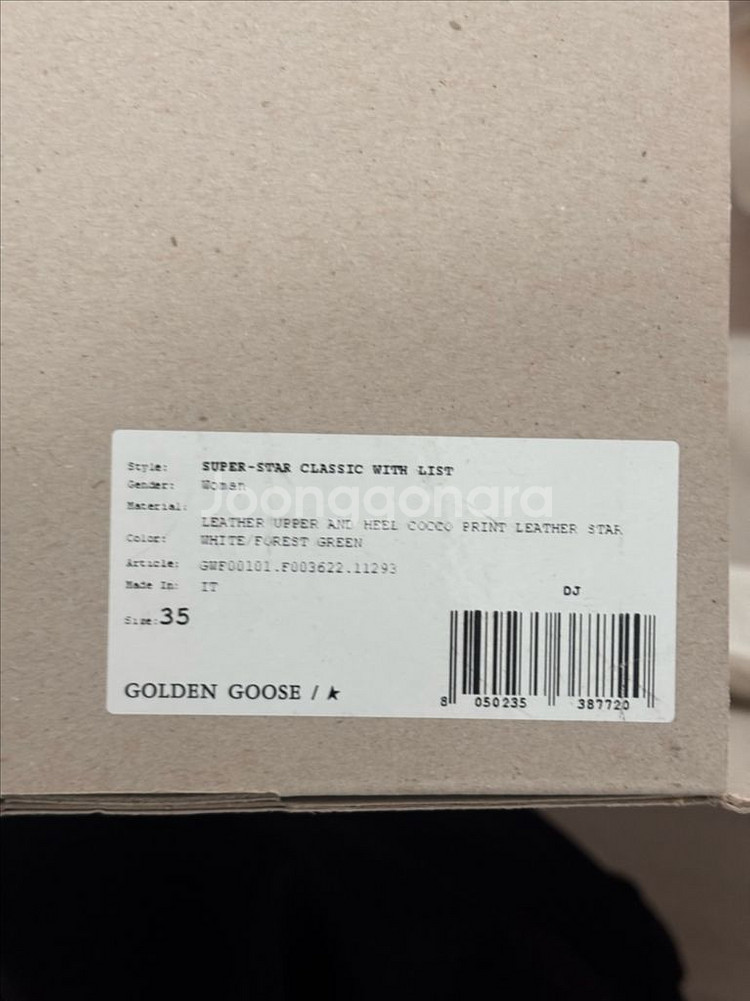 Style: SUPER-STAR CLASSIC WITH LIST
Gender: Woman
Material:
LEATHER UPPER AND HEEL COCCO PRINT LEATHER STAR
Color: WHITE/FOREST GREEN
Article: GWF00101.F003622.11293
Made In: IT
DJ
Size: 35
GOLDEN GOOSE /
8 050235 387720
Joonggonara